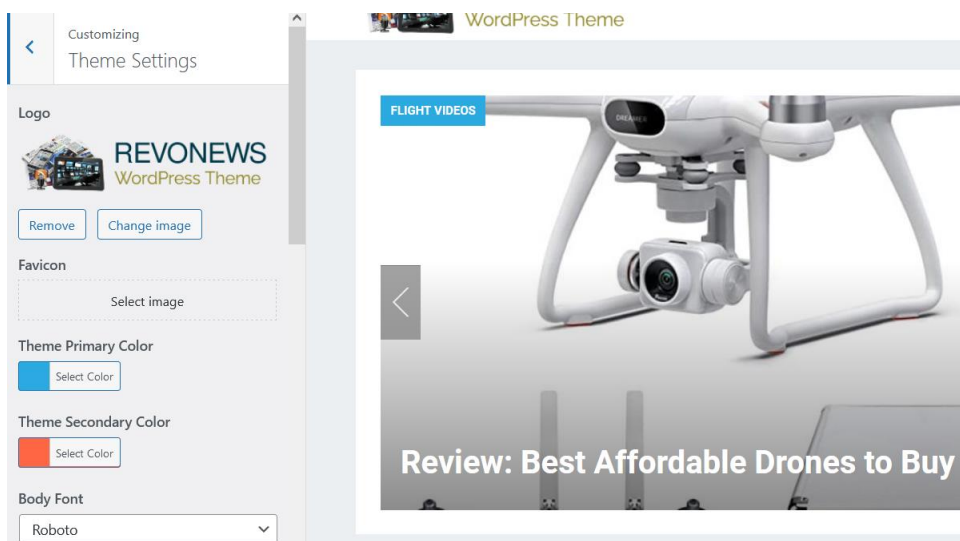 Customizing
Theme Settings
Logo
REVONEWS
WordPress Theme
Remove
Change image
Favicon
Select image
Theme Primary Color
Select Color
Theme Secondary Color
Select Color
Body Font
Roboto
WordPress Theme
FLIGHT VIDEOS
DREAMER
Review: Best Affordable Drones to Buy